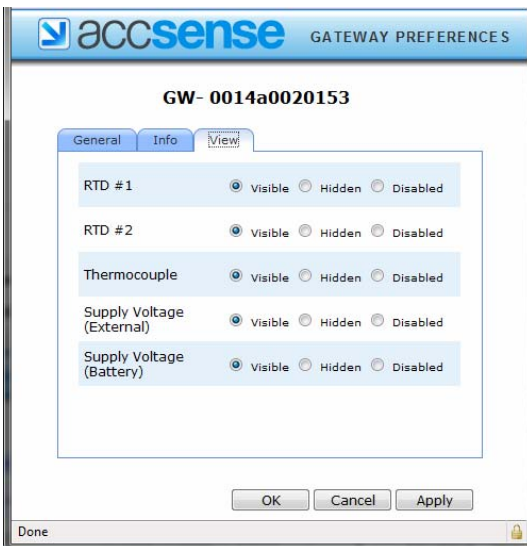 accsense GATEWAY PREFERENCES
GW- 0014a0020153
General Info View
RTD #1 Visible Hidden Disabled
RTD #2 Visible Hidden Disabled
Thermocouple Visible Hidden Disabled
Supply Voltage
(External) Visible Hidden Disabled
Supply Voltage
(Battery) Visible Hidden Disabled
OK Cancel Apply
Done